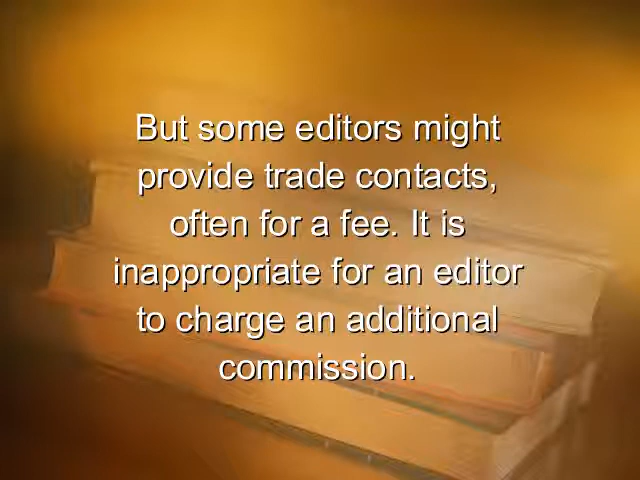 But some editors might
provide trade contacts,
often for a fee. It is
inappropriate for an editor
to charge an additional
commission.